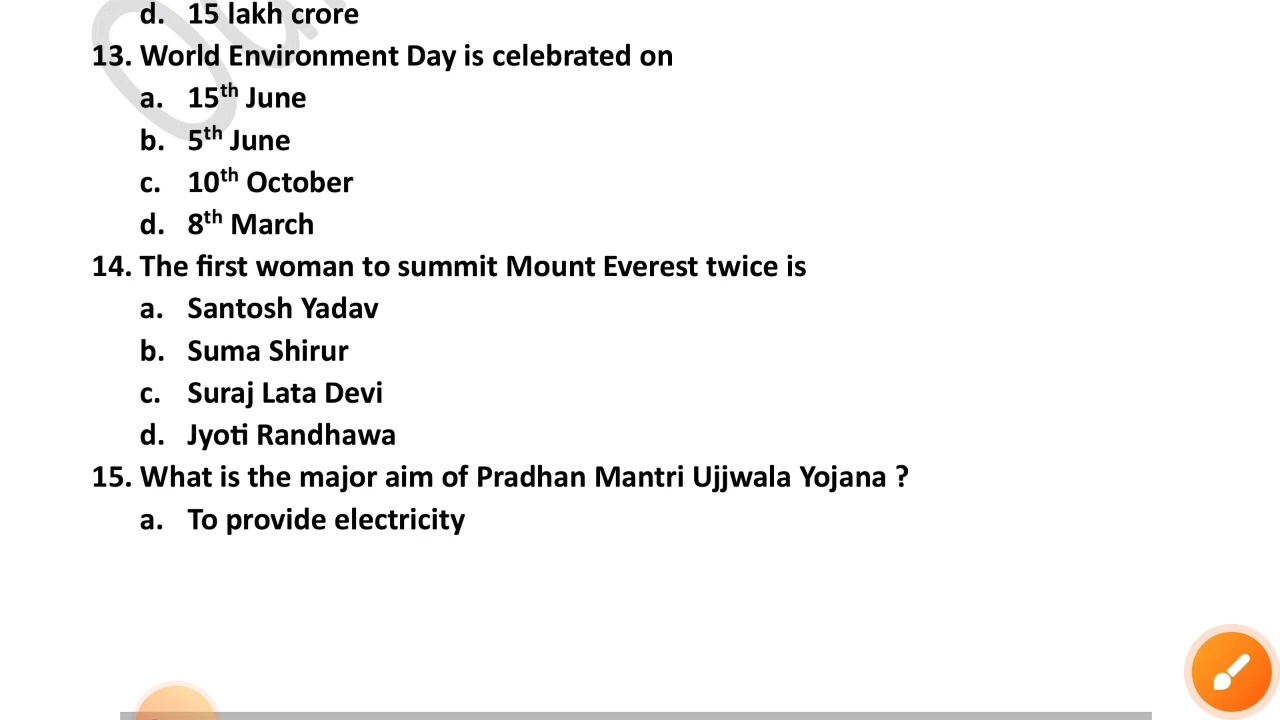 d. 15 lakh crore
13. World Environment Day is celebrated on
a. 15th June
b. 5th June
c. 10th October
d. 8th March
14. The first woman to summit Mount Everest twice is
a. Santosh Yadav
b. Suma Shirur
c. Suraj Lata Devi
d. Jyoti Randhawa
15. What is the major aim of Pradhan Mantri Ujjwala Yojana ?
a. To provide electricity